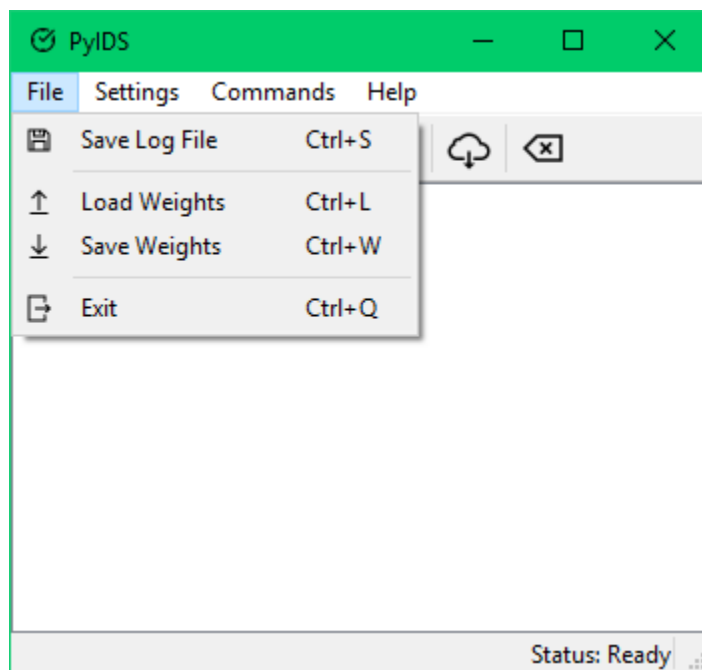 PyIDS
File Settings Commands Help
Save Log File Ctrl+S
Load Weights Ctrl+L
Save Weights Ctrl+W
Exit Ctrl+Q
Status: Ready